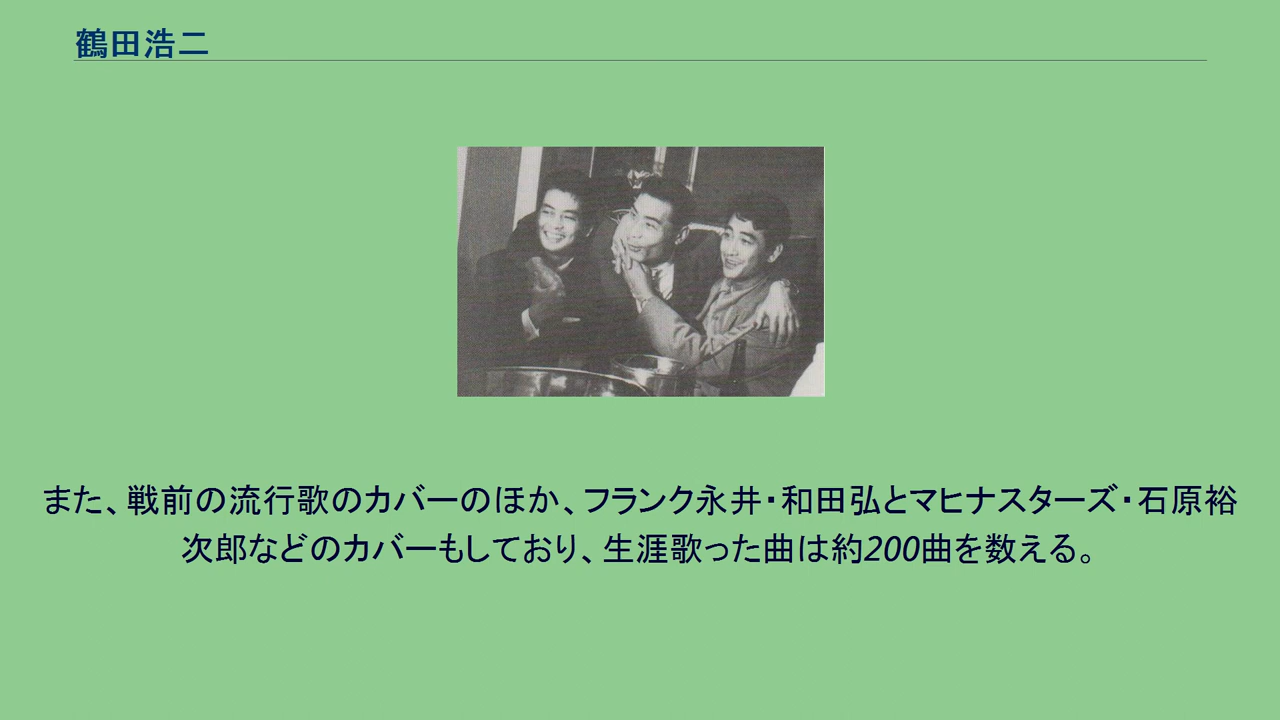 鶴田浩二
また、戦前の流行歌のカバーのほか、フランク永井・和田弘とマヒナスターズ・石原裕
次郎などのカバーもしており、生涯歌った曲は約200曲を数える。